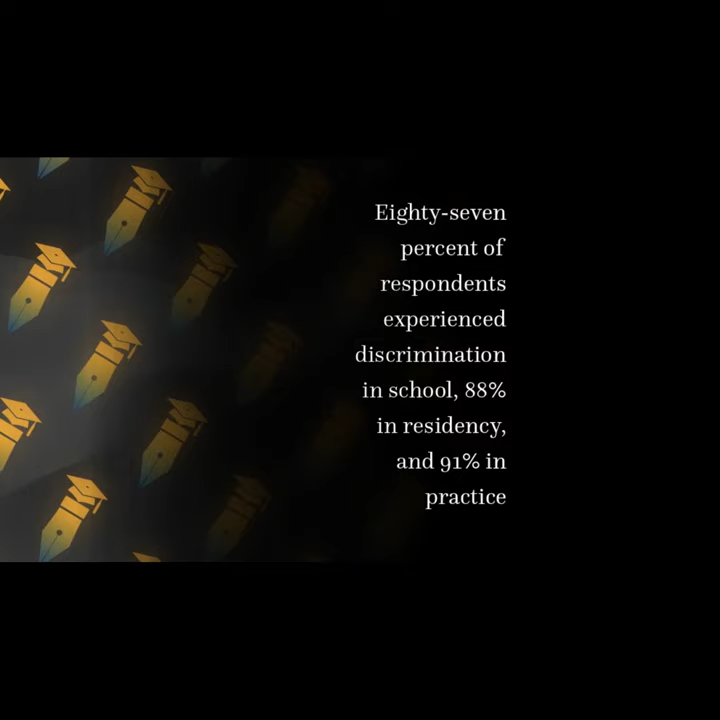 Eighty-seven
percent of
respondents
experienced
discrimination
in school, 88%
in residency,
and 91% in
practice